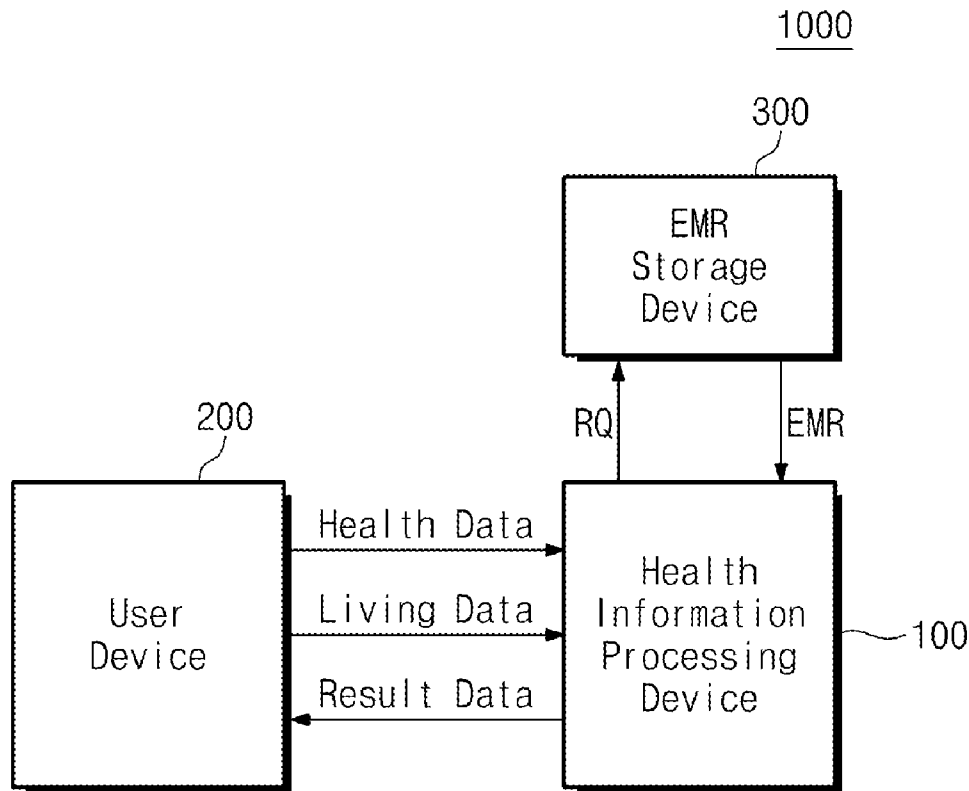 1000
300
EMR
Storage
Device
RQ
EMR
200
Health Data
Living Data
Result Data
User
Device
Health
Information
Processing
Device
100